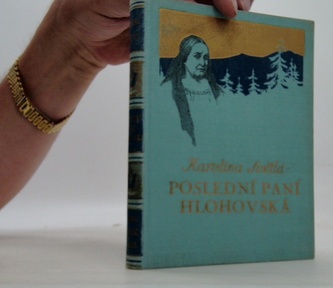 Karolina Světlá
POSLEDNÍ PANÍ
HLOHOVSKÁ